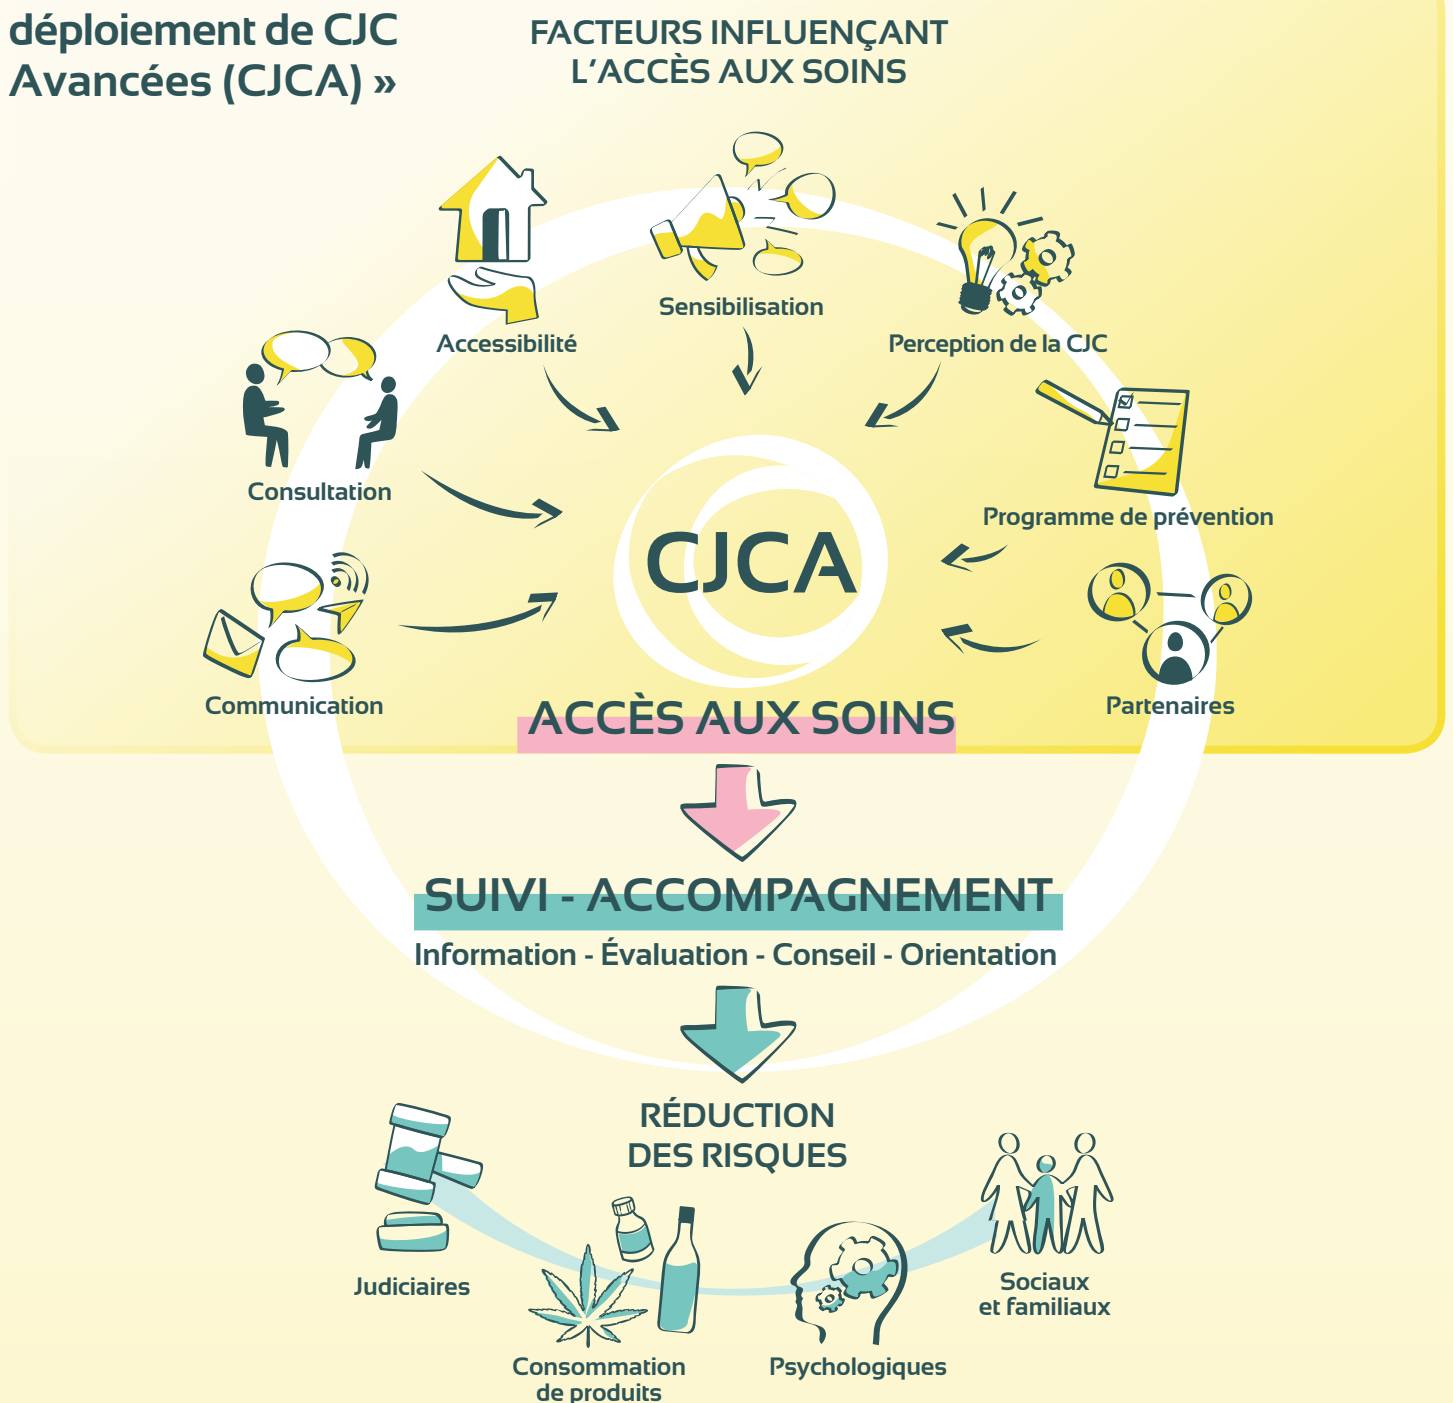 déploiement de CJC
Avancées (CJCA) »
FACTEURS INFLUENÇANT
L'ACCÈS AUX SOINS
Sensibilisation
Accessibilité
Perception de la CJC
Consultation
Programme de prévention
CJCA
Communication
Partenaires
ACCÈS AUX SOINS
SUIVI - ACCOMPAGNEMENT
Information - Évaluation - Conseil - Orientation
RÉDUCTION
DES RISQUES
Judiciaires
Consommation
de produits
Psychologiques
Sociaux
et familiaux